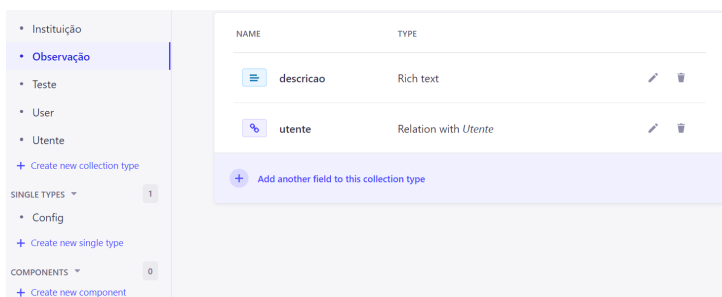 Instituição
Observação
Teste
User
Utente
Create new collection type
SINGLE TYPES 1
Config
Create new single type
COMPONENTS 0
Create new component
NAME TYPE
descricao Rich text
utente Relation with Utente
Add another field to this collection type